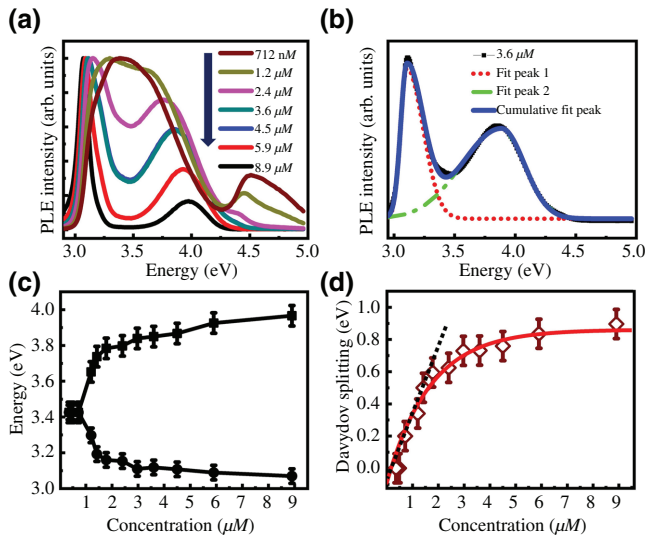 (a)
PLE intensity (arb. units)
712 nM
1.2 μM
2.4 μM
3.6 μM
4.5 μM
5.9 μM
8.9 μM
3.0 3.5 4.0 4.5 5.0
Energy (eV)
(b)
PLE intensity (arb. units)
3.6 μM
Fit peak 1
Fit peak 2
Cumulative fit peak
3.0 3.5 4.0 4.5 5.0
Energy (eV)
(c)
Energy (eV)
4.0
3.8
3.6
3.4
3.2
3.0
1 2 3 4 5 6 7 8 9
Concentration (μM)
(d)
Davydov splitting (eV)
1.0
0.8
0.6
0.4
0.2
0.0
1 2 3 4 5 6 7 8 9
Concentration (μM)